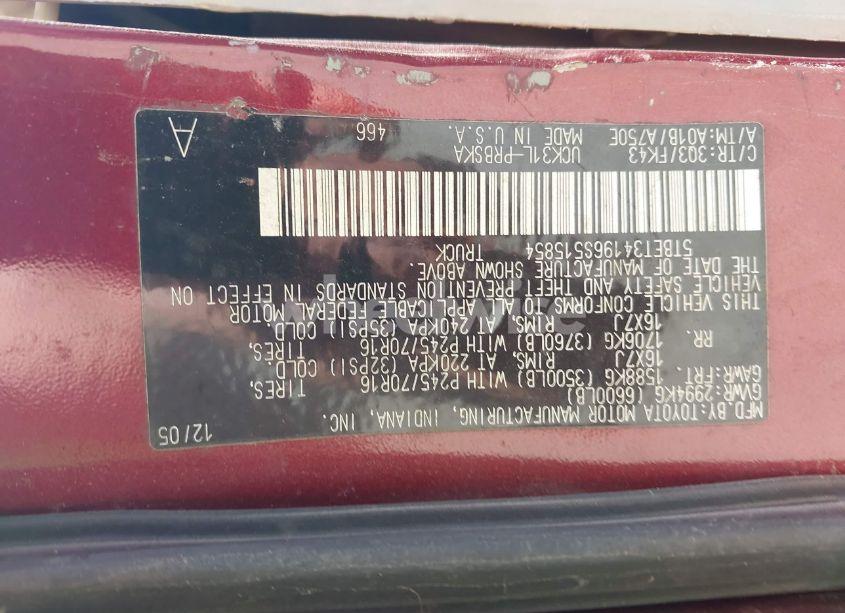 MFD.BY:TOYOTA MOTOR MANUFACTURING, INDIANA, INC. 12/05
GVWR:2994KG (6600LB)
GAWR:FRT. 1588KG (3500LB) WITH P245/70R16 TIRES,
16X7J RIMS, AT 220KPA (32PSI) COLD.
RR. 1706KG (3760LB) WITH P245/70R16 TIRES,
16X7J RIMS, AT 240KPA (35PSI) COLD.
THIS VEHICLE CONFORMS TO ALL APPLICABLE FEDERAL MOTOR
VEHICLE SAFETY AND THEFT PREVENTION STANDARDS IN EFFECT ON
THE DATE OF MANUFACTURE SHOWN ABOVE.
5TBET34196S515854 TRUCK
C/TR:3Q3/FK43 UCK31L-PRBSKA
A/TM:A01B/A750E MADE IN U.S.A. 466 A